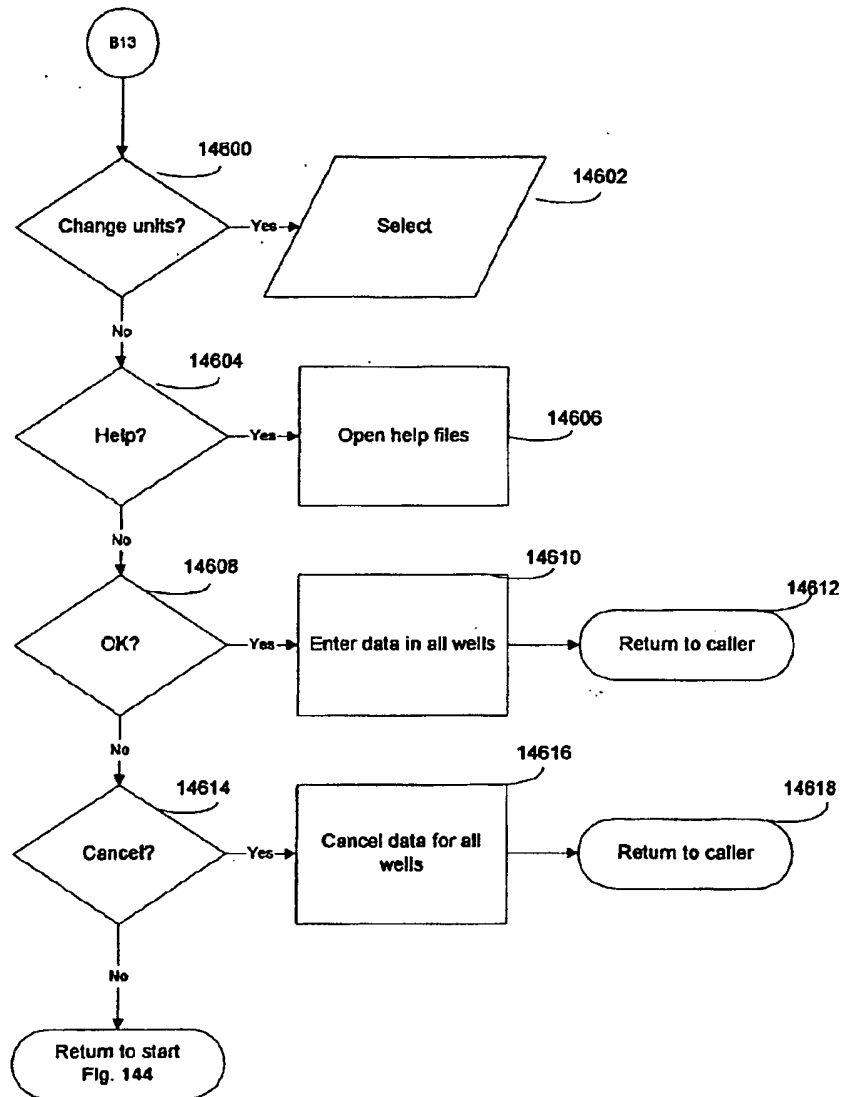 B13
14600
14602
Change units?
Yes
Select
No
14604
Help?
Yes
Open help files
14606
No
14608
14610
14612
OK?
Yes
Enter data in all wells
Return to caller
No
14614
14616
14618
Cancel?
Yes
Cancel data for all
wells
Return to caller
No
Return to start
Fig. 144